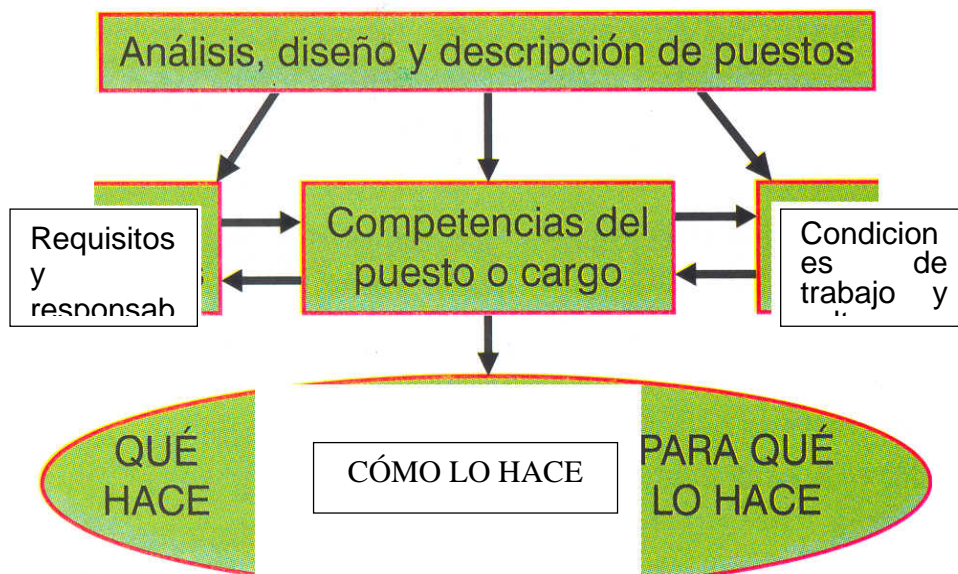 Análisis, diseño y descripción de puestos
Requisitos
y
responsab
Competencias del
puesto o cargo
Condicion
es de
trabajo y
QUÉ
HACE
CÓMO LO HACE
PARA QUÉ
LO HACE